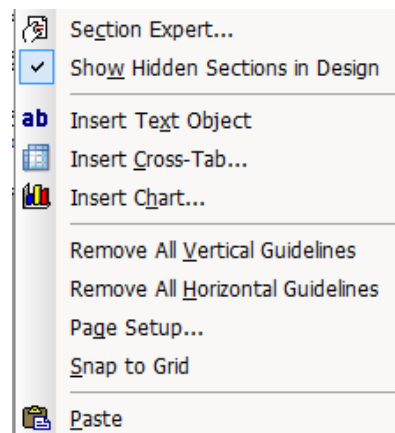 Section Expert...
Show Hidden Sections in Design
ab Insert Text Object
Insert Cross-Tab...
Insert Chart...
Remove All Vertical Guidelines
Remove All Horizontal Guidelines
Page Setup...
Snap to Grid
Paste